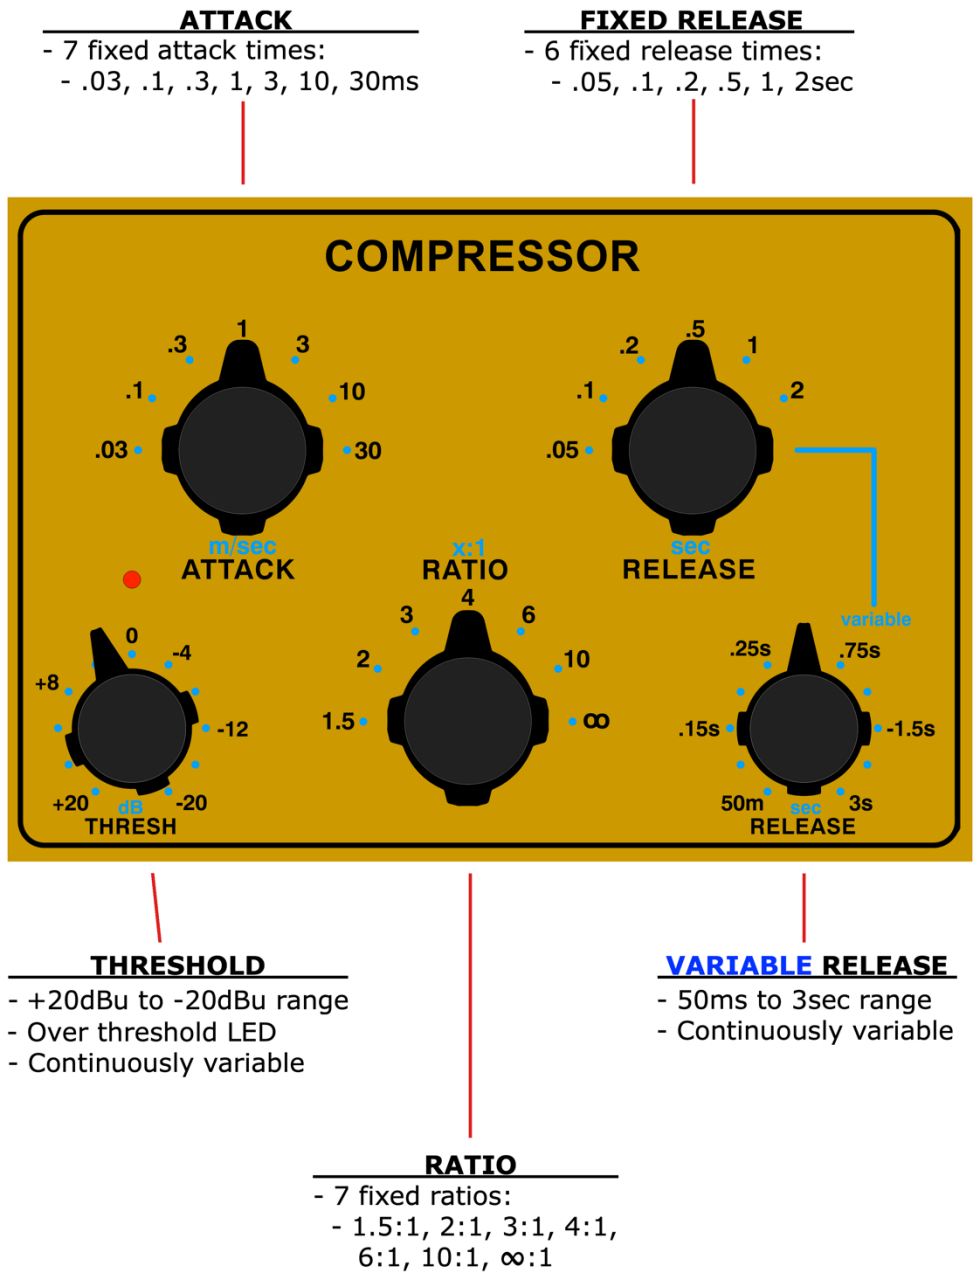 ATTACK
- 7 fixed attack times:
- .03, .1, .3, 1, 3, 10, 30ms
FIXED RELEASE
- 6 fixed release times:
- .05, .1, .2, .5, 1, 2sec
COMPRESSOR
.03
.1
.3
1
3
10
30
m/sec
ATTACK
.05
.1
.2
.5
1
2
sec
RELEASE
variable
x:1
RATIO
1.5
2
3
4
6
10
∞
+20
+8
0
-4
-12
-20
dB
THRESH
50m
.15s
.25s
.75s
-1.5s
3s
sec
RELEASE
THRESHOLD
- +20dBu to -20dBu range
- Over threshold LED
- Continuously variable
VARIABLE RELEASE
- 50ms to 3sec range
- Continuously variable
RATIO
- 7 fixed ratios:
- 1.5:1, 2:1, 3:1, 4:1,
6:1, 10:1, ∞:1